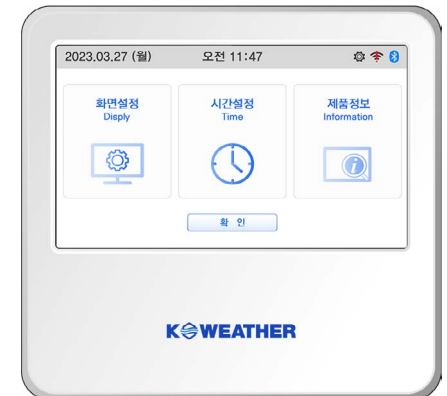 2023.03.27 (월) 오전 11:47
화면설정
Disply
시간설정
Time
제품정보
Information
확 인
KWEATHER